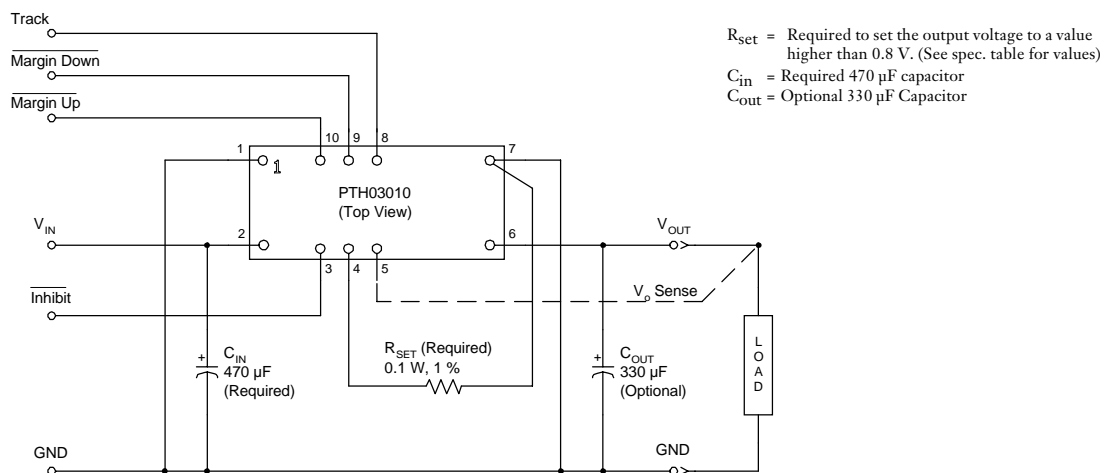 Track
Margin Down
Margin Up
R_set = Required to set the output voltage to a value
higher than 0.8 V. (See spec. table for values)
C_in = Required 470 µF capacitor
C_out = Optional 330 µF Capacitor
10 9 8
1 7
1
PTH03010
(Top View)
V_IN
2 6
V_OUT
3 4 5
Inhibit
V_o Sense
C_IN
470 µF
(Required)
R_SET (Required)
0.1 W, 1 %
C_OUT
330 µF
(Optional)
LOAD
GND
GND